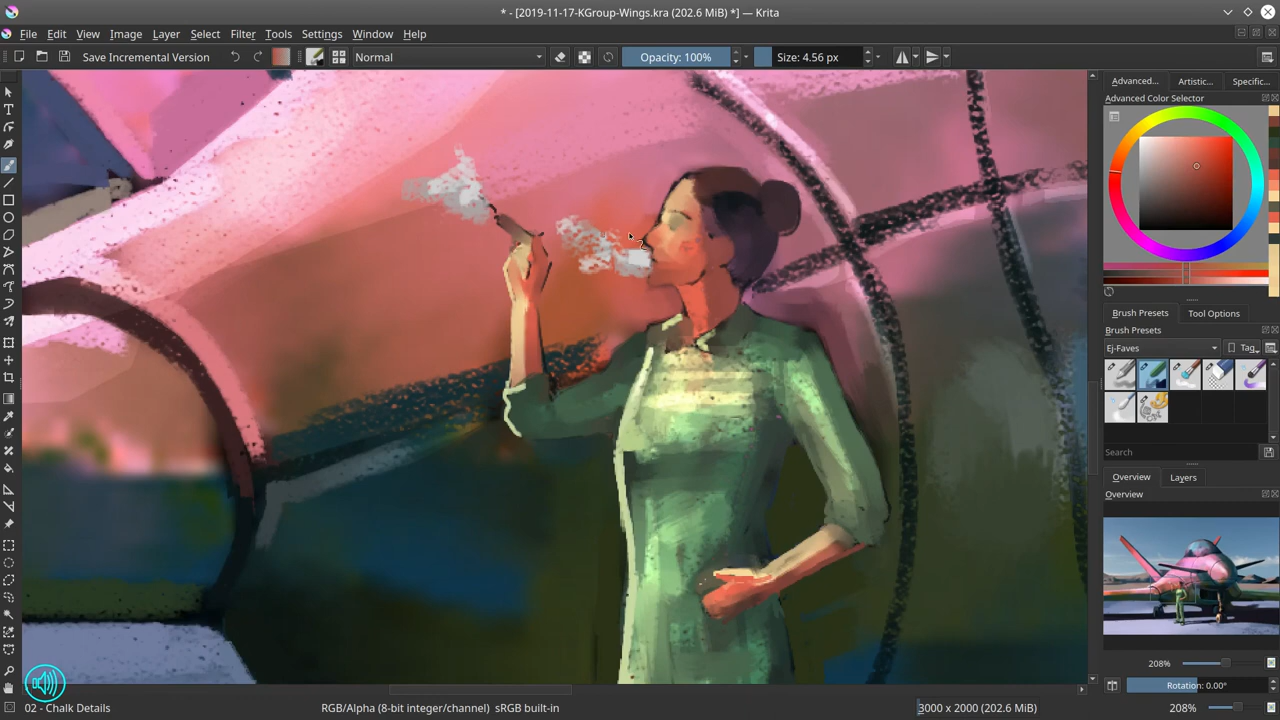 * - [2019-11-17-KGroup-Wings.kra (202.6 MiB) *] — Krita
File Edit View Image Layer Select Filter Tools Settings Window Help
Save Incremental Version Normal Opacity: 100% Size: 4.56 px
Advanced... Artistic... Specific...
Advanced Color Selector
Brush Presets Tool Options
Brush Presets
Ej-Faves Tag
Search
Overview Layers
Overview
208%
Rotation: 0.00°
02 - Chalk Details RGB/Alpha (8-bit integer/channel) sRGB built-in 3000 x 2000 (202.6 MiB) 208%